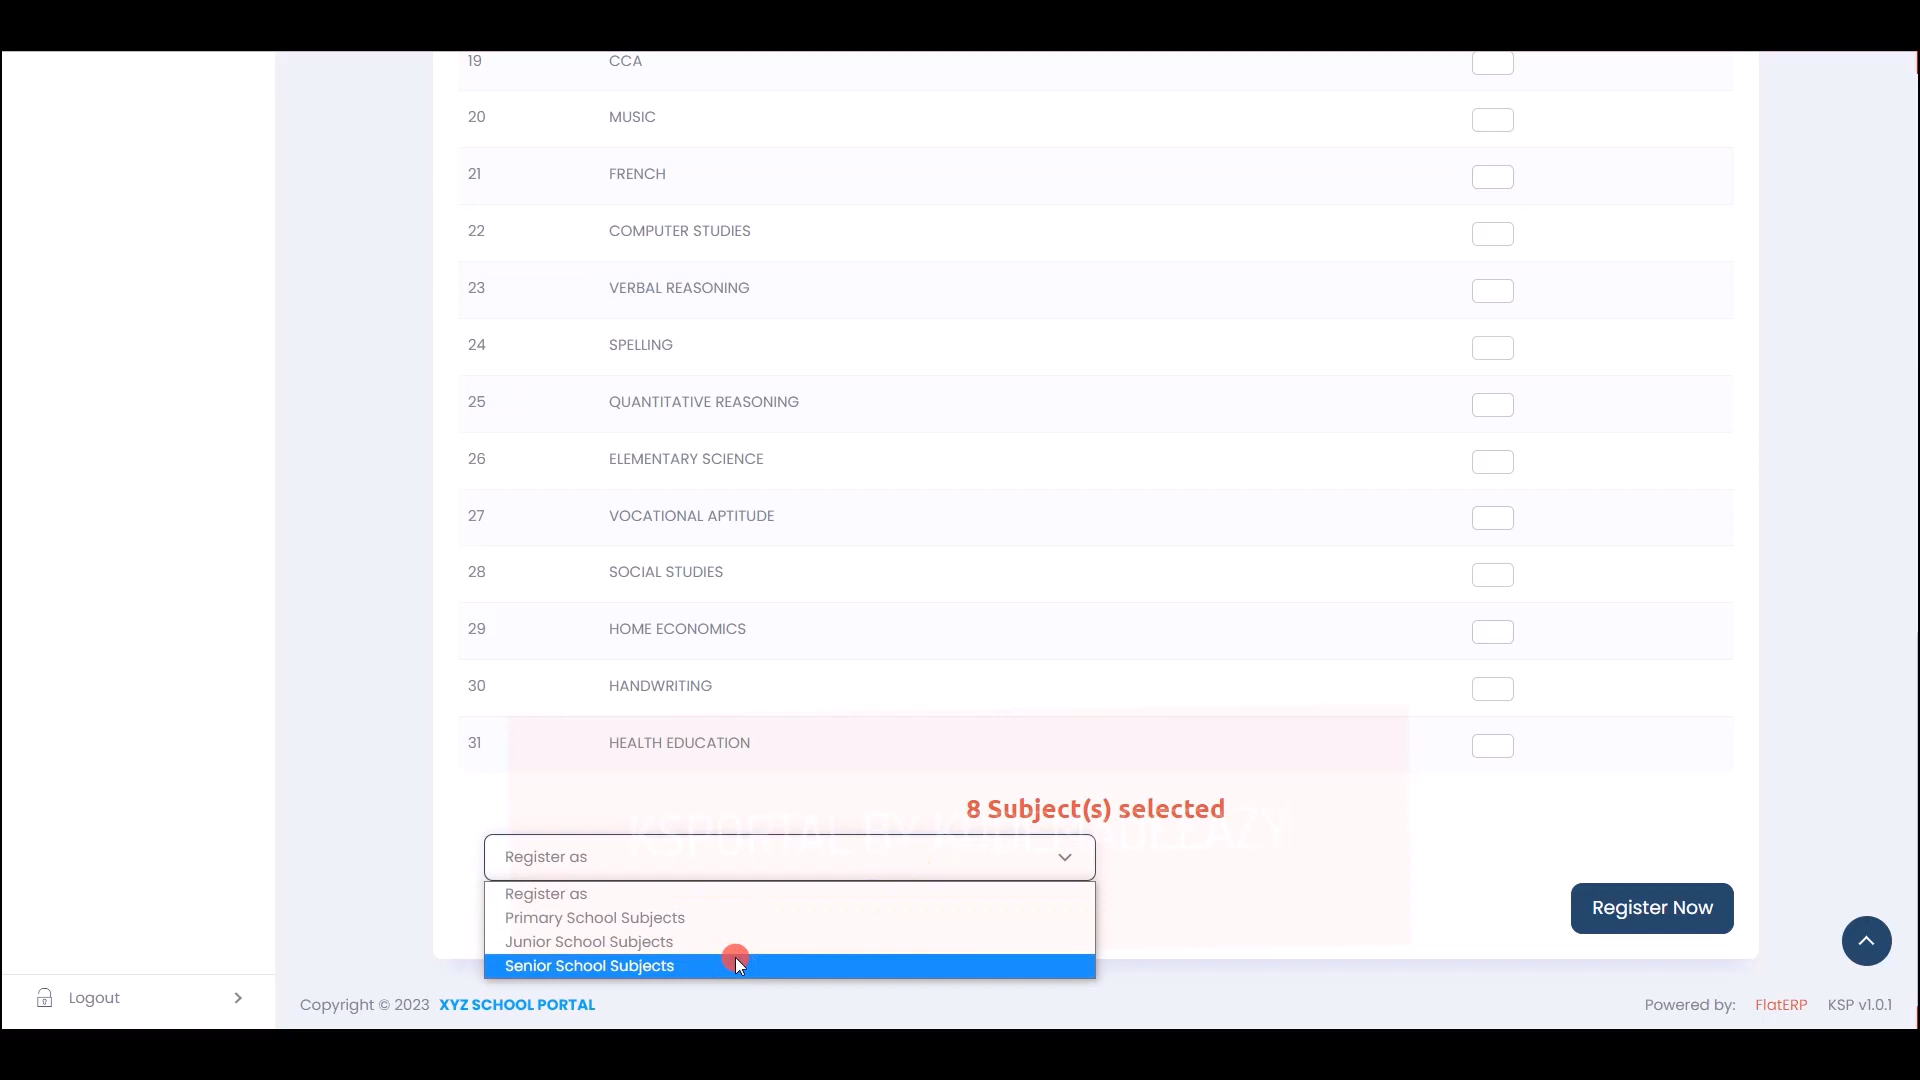 19 CCA
20 MUSIC
21 FRENCH
22 COMPUTER STUDIES
23 VERBAL REASONING
24 SPELLING
25 QUANTITATIVE REASONING
26 ELEMENTARY SCIENCE
27 VOCATIONAL APTITUDE
28 SOCIAL STUDIES
29 HOME ECONOMICS
30 HANDWRITING
31 HEALTH EDUCATION
8 Subject(s) selected
KSPORTAL BY
Register as
Register as
Primary School Subjects
Junior School Subjects
Senior School Subjects
Register Now
Logout
Copyright © 2023 XYZ SCHOOL PORTAL
Powered by: FlatERP KSP v1.0.1